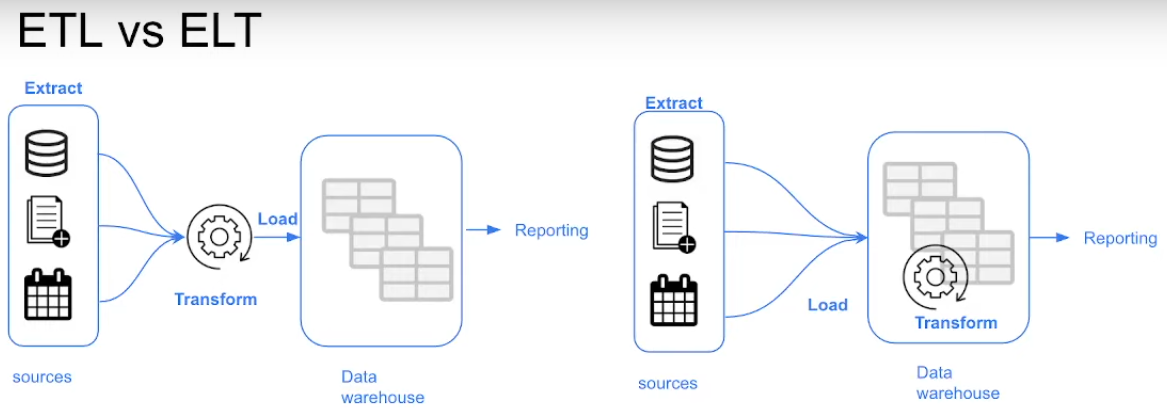 ETL vs ELT
Extract
Load
Transform
Reporting
sources
Data
warehouse
Extract
Load
Transform
Reporting
sources
Data
warehouse